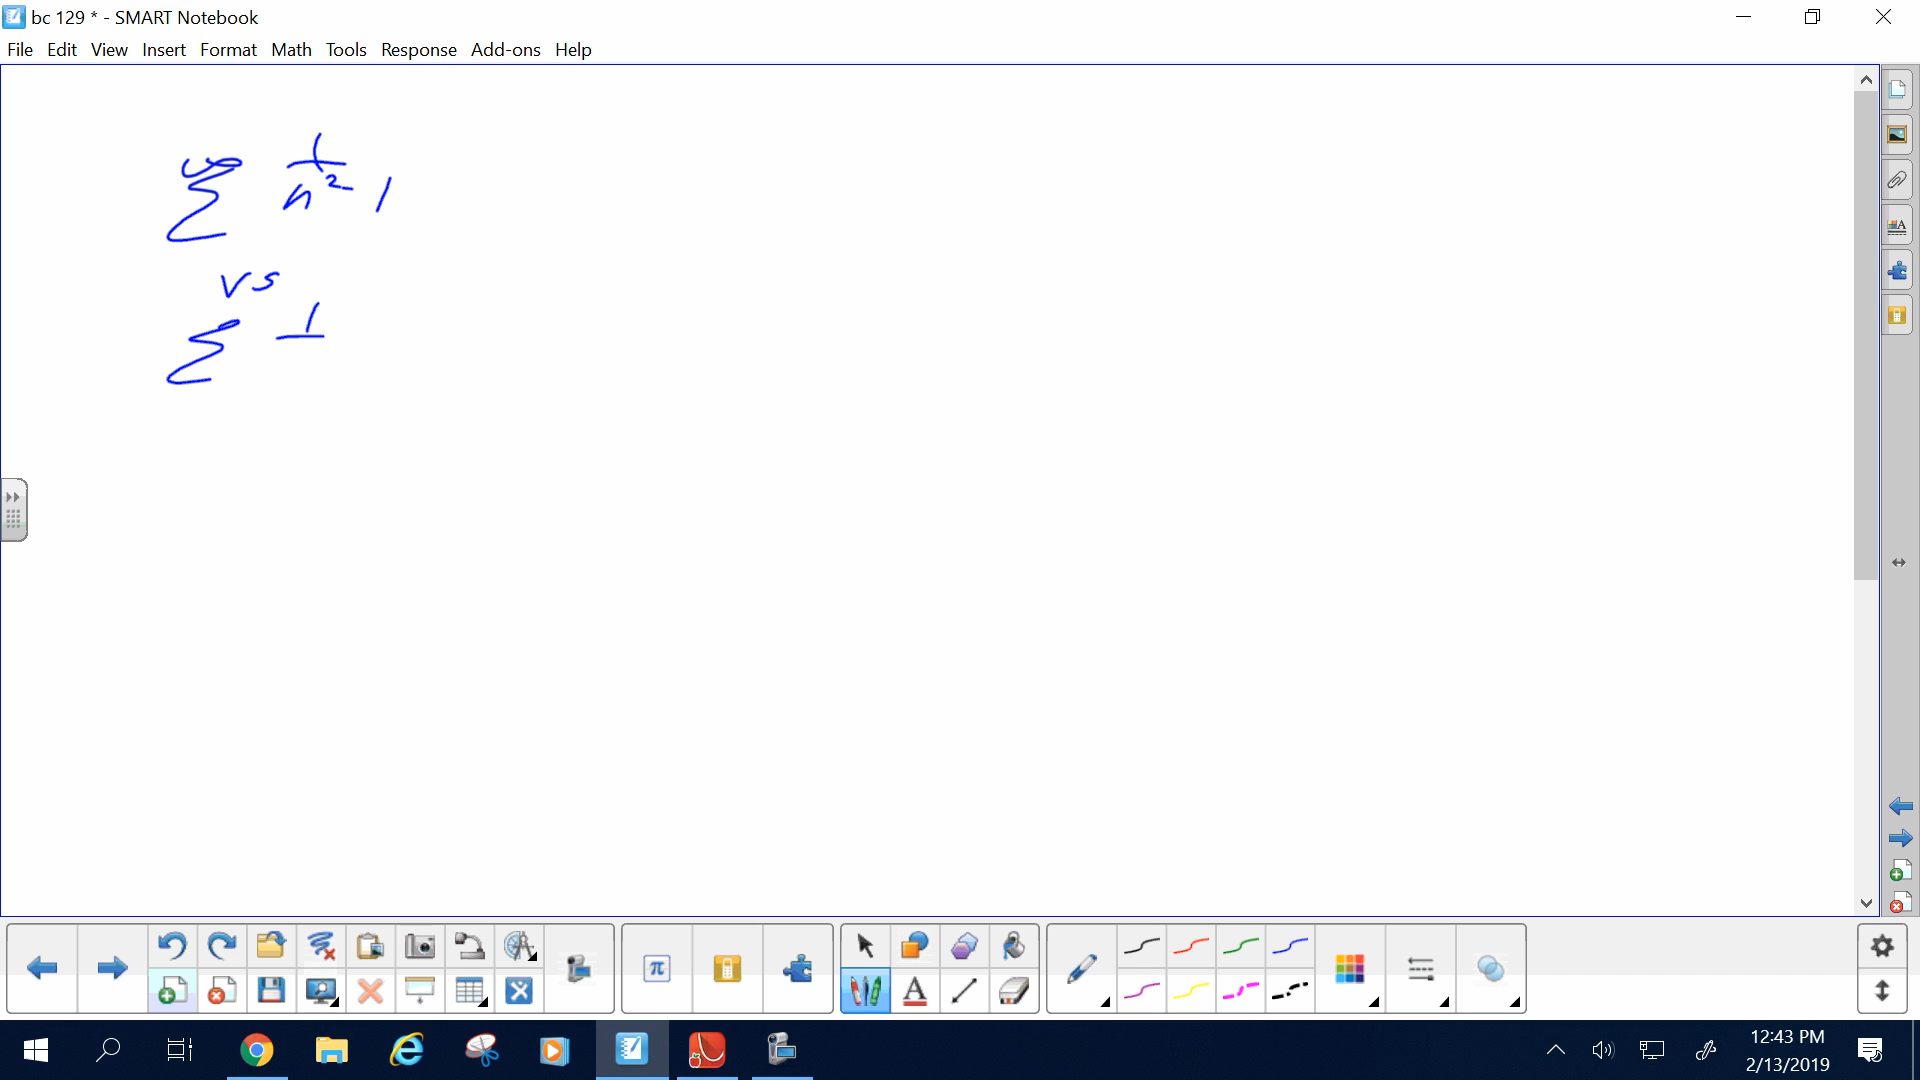 bc 129 * - SMART Notebook
File Edit View Insert Format Math Tools Response Add-ons Help
∞ 1
Σ n² - 1
vs
Σ 1
π
A
12:43 PM
2/13/2019